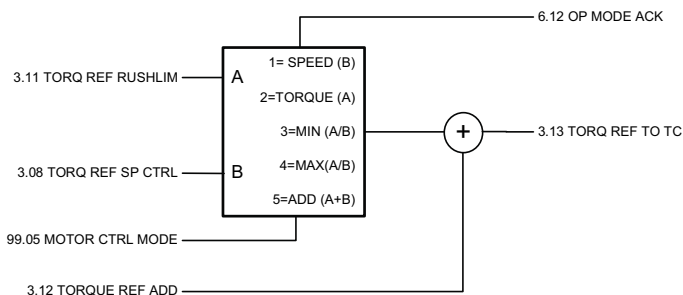 6.12 OP MODE ACK
1= SPEED (B)
3.11 TORQ REF RUSHLIM
A
2=TORQUE (A)
3=MIN (A/B)
+
3.13 TORQ REF TO TC
4=MAX(A/B)
3.08 TORQ REF SP CTRL
B
5=ADD (A+B)
99.05 MOTOR CTRL MODE
3.12 TORQUE REF ADD